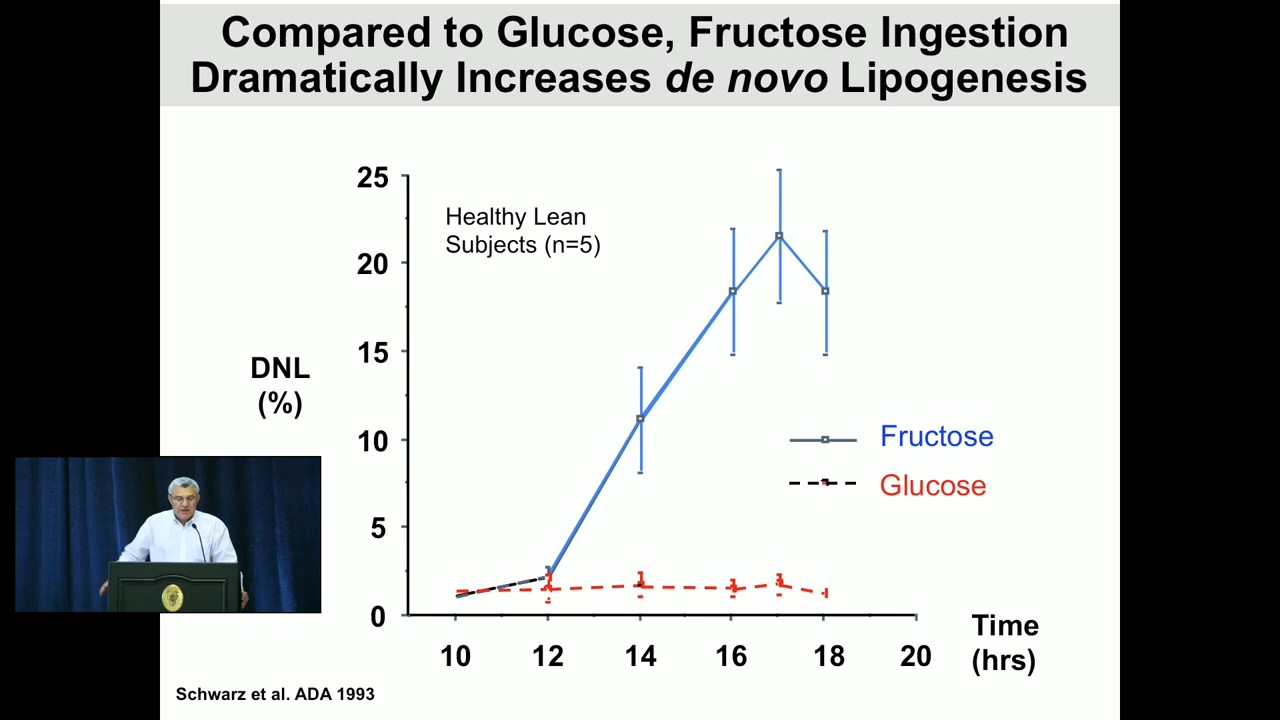 Compared to Glucose, Fructose Ingestion
Dramatically Increases de novo Lipogenesis
25
20
15
10
5
0
Healthy Lean
Subjects (n=5)
DNL
(%)
Fructose
Glucose
10 12 14 16 18 20
Time
(hrs)
Schwarz et al. ADA 1993